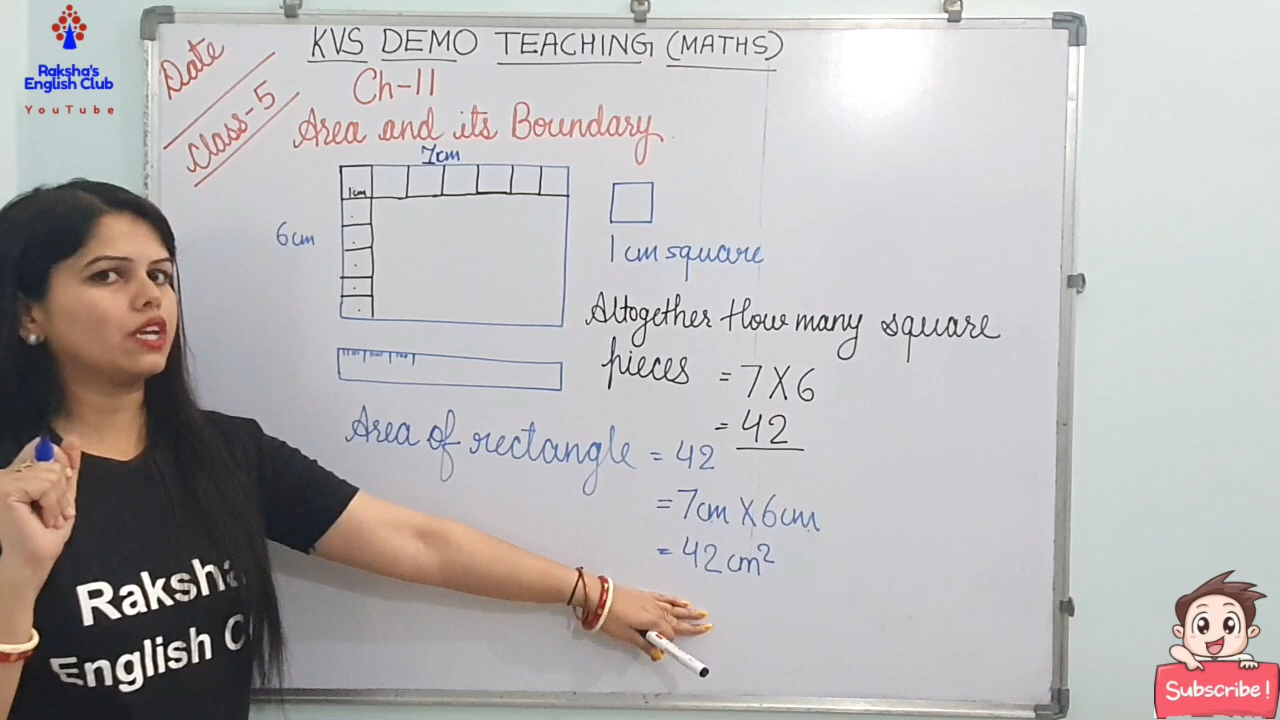 Raksha's
English Club
YouTube
Date
Class-5
KVS DEMO TEACHING (MATHS)
Ch-11
Area and its Boundary
7cm
1cm
6cm
1 cm square
Altogether How many square
pieces = 7 X 6
= 42
Area of rectangle = 42
= 7cm X 6cm
= 42 cm²
Raksha
English C
Subscribe !